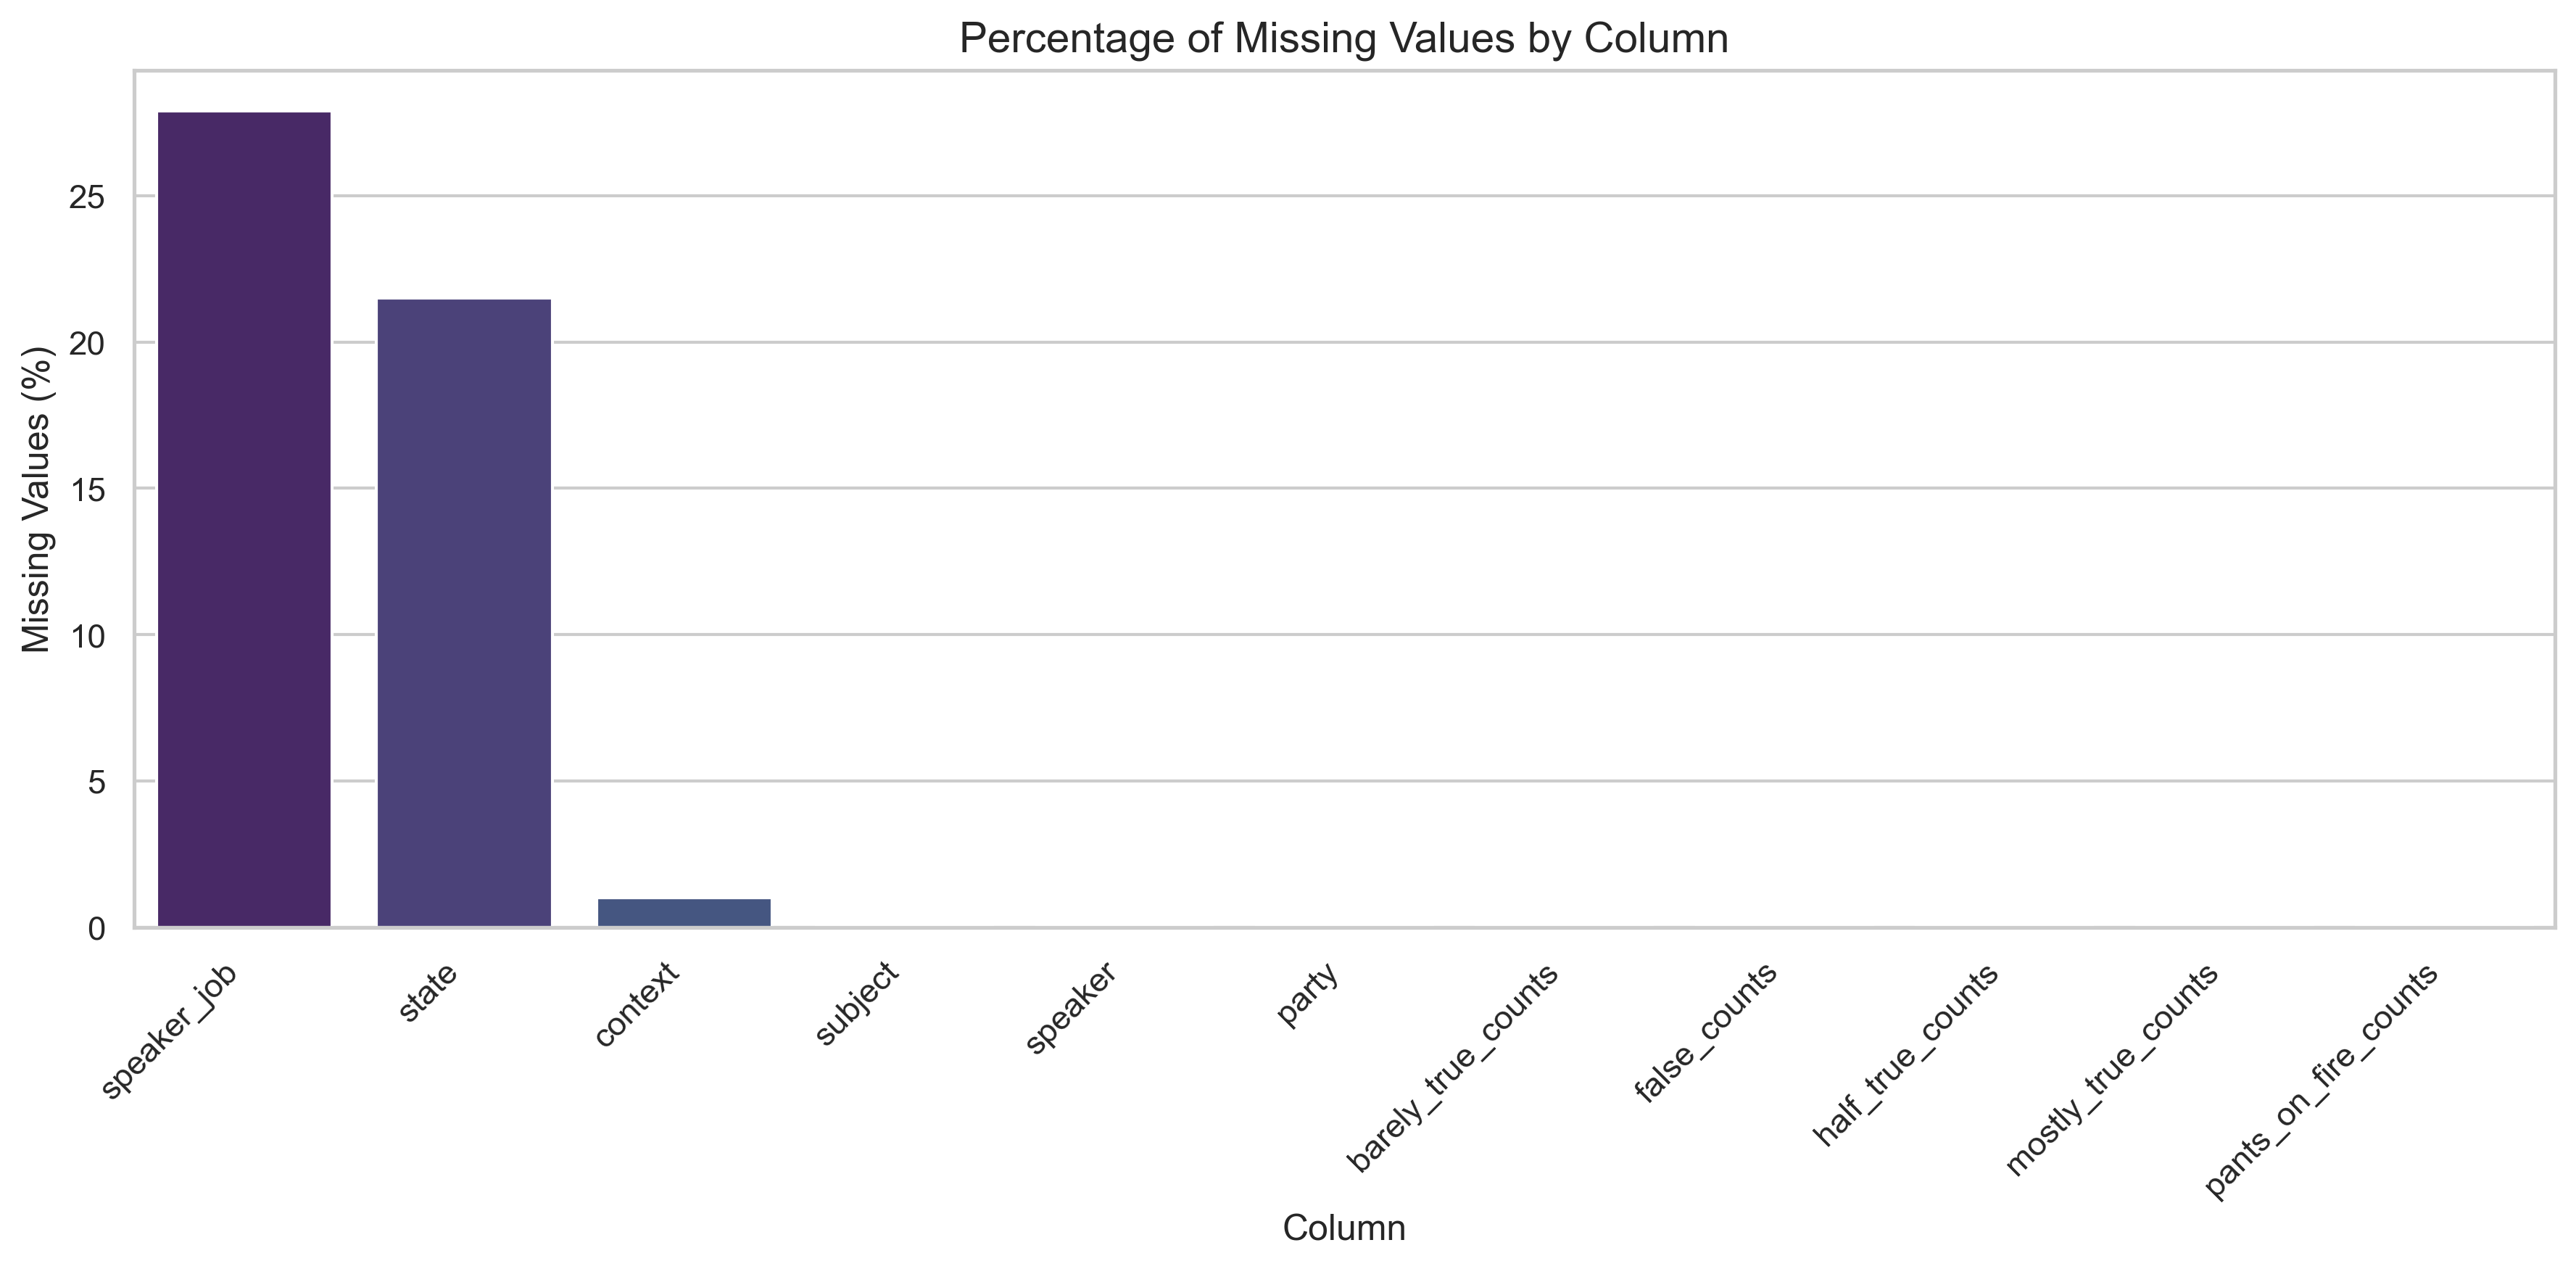 Percentage of Missing Values by Column
Missing Values (%)
25
20
15
10
5
0
speaker_job
state
context
subject
speaker
party
barely_true_counts
false_counts
half_true_counts
mostly_true_counts
pants_on_fire_counts
Column